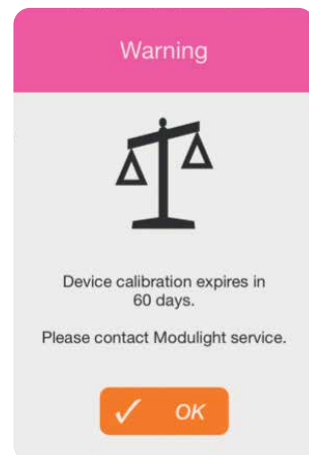 Warning
Device calibration expires in
60 days.
Please contact Modulight service.
OK